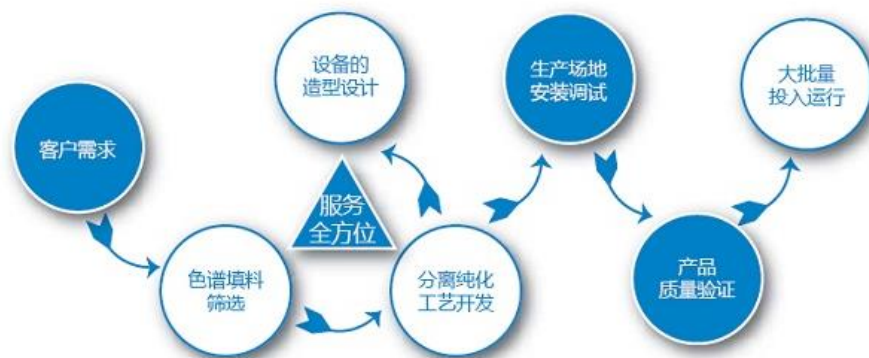 客户需求
色谱填料
筛选
设备的
造型设计
服务
全方位
分离纯化
工艺开发
生产场地
安装调试
产品
质量验证
大批量
投入运行